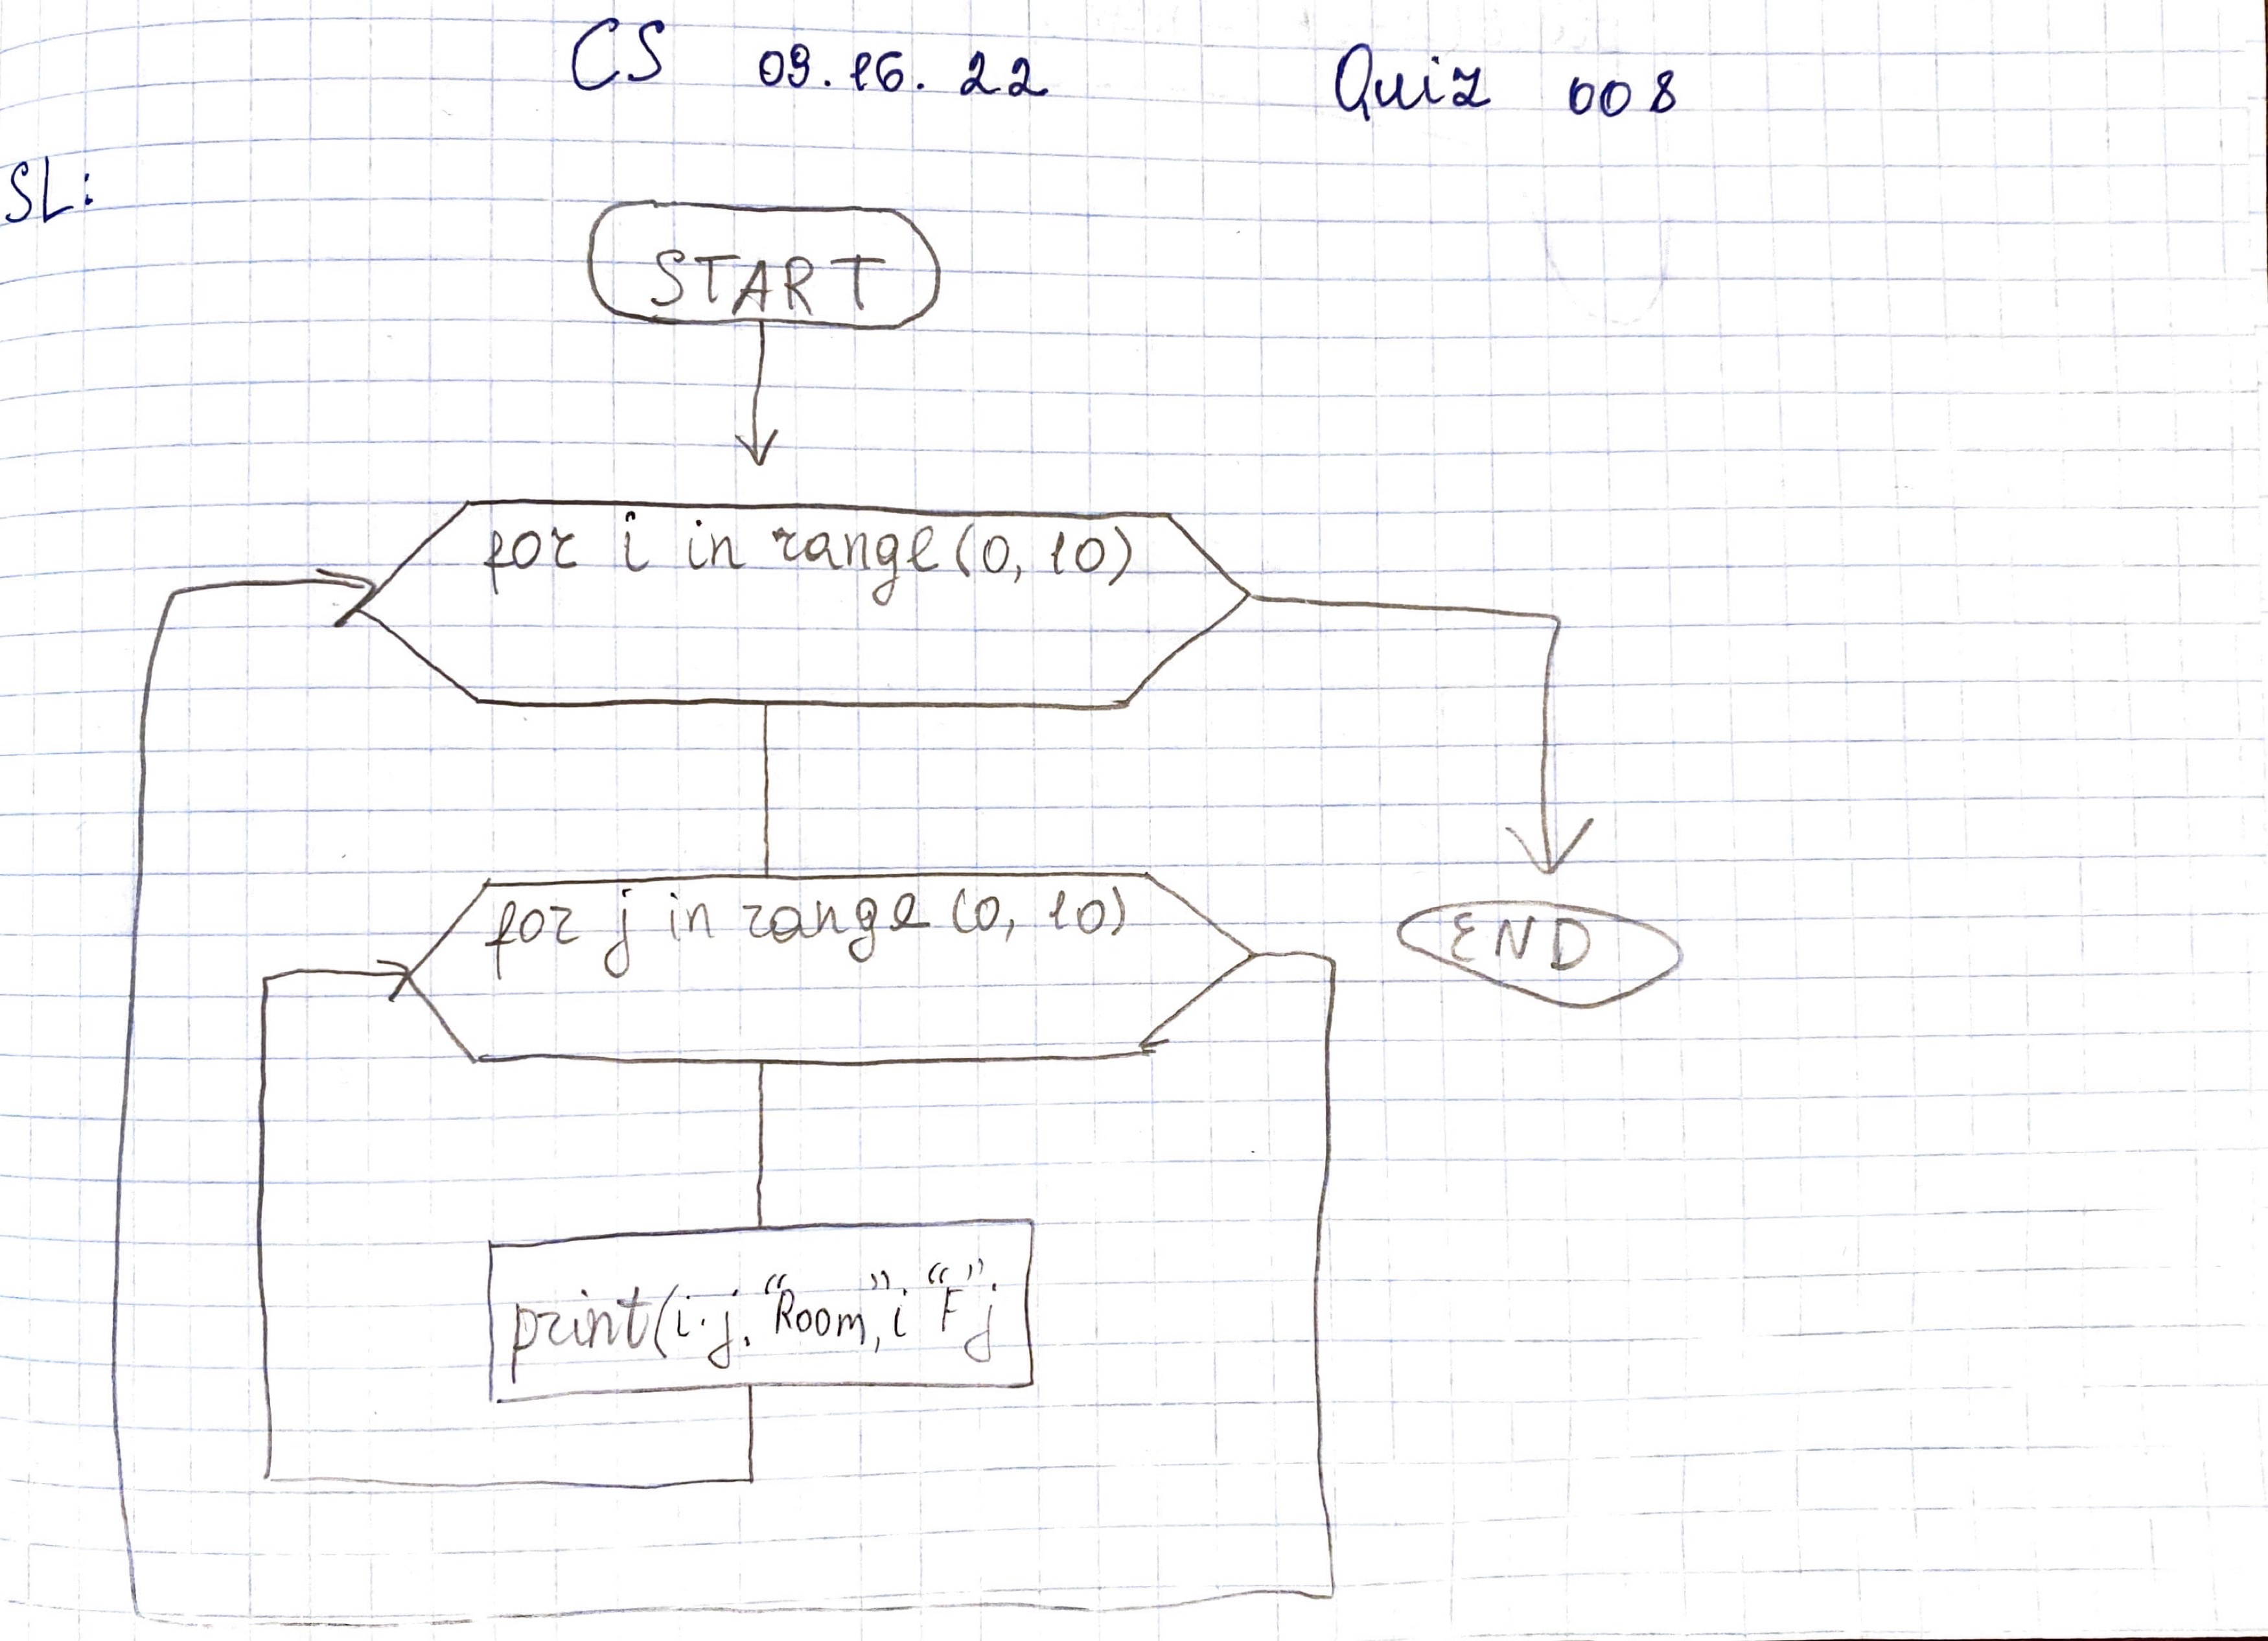 CS 09.16.22 Quiz 008
SL:
START
for i in range(0, 10)
for j in range (0, 10)
END
print(i·j, "Room", i "F" j